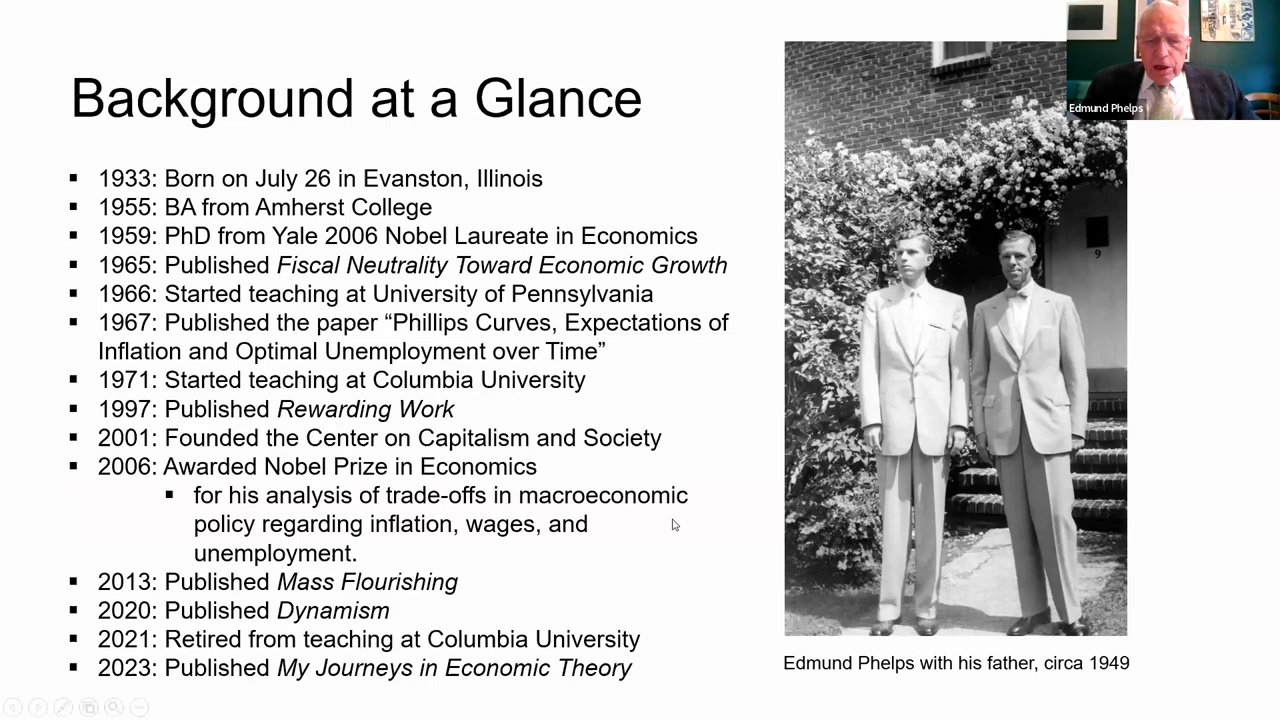 Background at a Glance
1933: Born on July 26 in Evanston, Illinois
1955: BA from Amherst College
1959: PhD from Yale 2006 Nobel Laureate in Economics
1965: Published Fiscal Neutrality Toward Economic Growth
1966: Started teaching at University of Pennsylvania
1967: Published the paper “Phillips Curves, Expectations of
Inflation and Optimal Unemployment over Time”
1971: Started teaching at Columbia University
1997: Published Rewarding Work
2001: Founded the Center on Capitalism and Society
2006: Awarded Nobel Prize in Economics
for his analysis of trade-offs in macroeconomic
policy regarding inflation, wages, and
unemployment.
2013: Published Mass Flourishing
2020: Published Dynamism
2021: Retired from teaching at Columbia University
2023: Published My Journeys in Economic Theory
Edmund Phelps
9
Edmund Phelps with his father, circa 1949